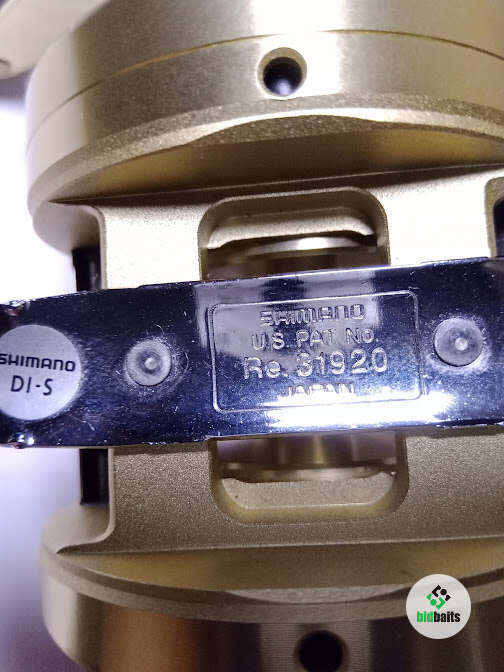 SHIMANO
DI-S
SHIMANO
U.S. PAT No.
Re. 31920
JAPAN
bidbaits